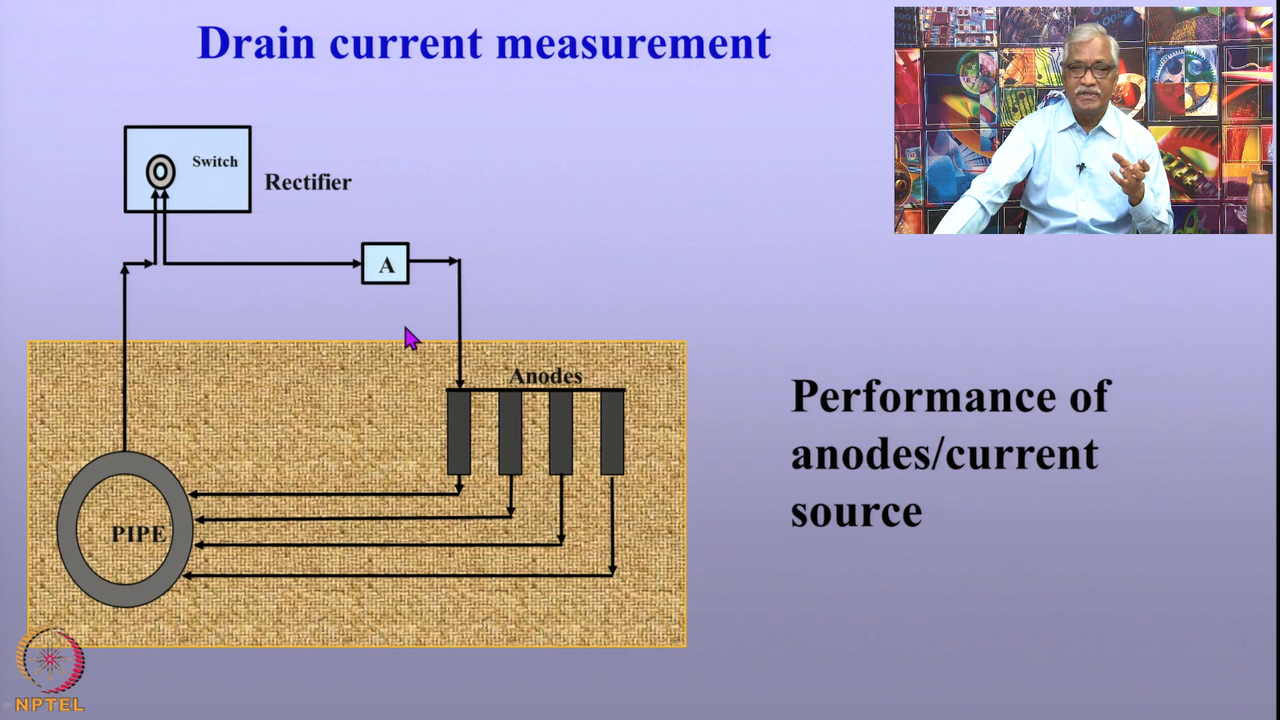 Drain current measurement
Switch
Rectifier
A
Anodes
Performance of
anodes/current
source
PIPE
NPTEL